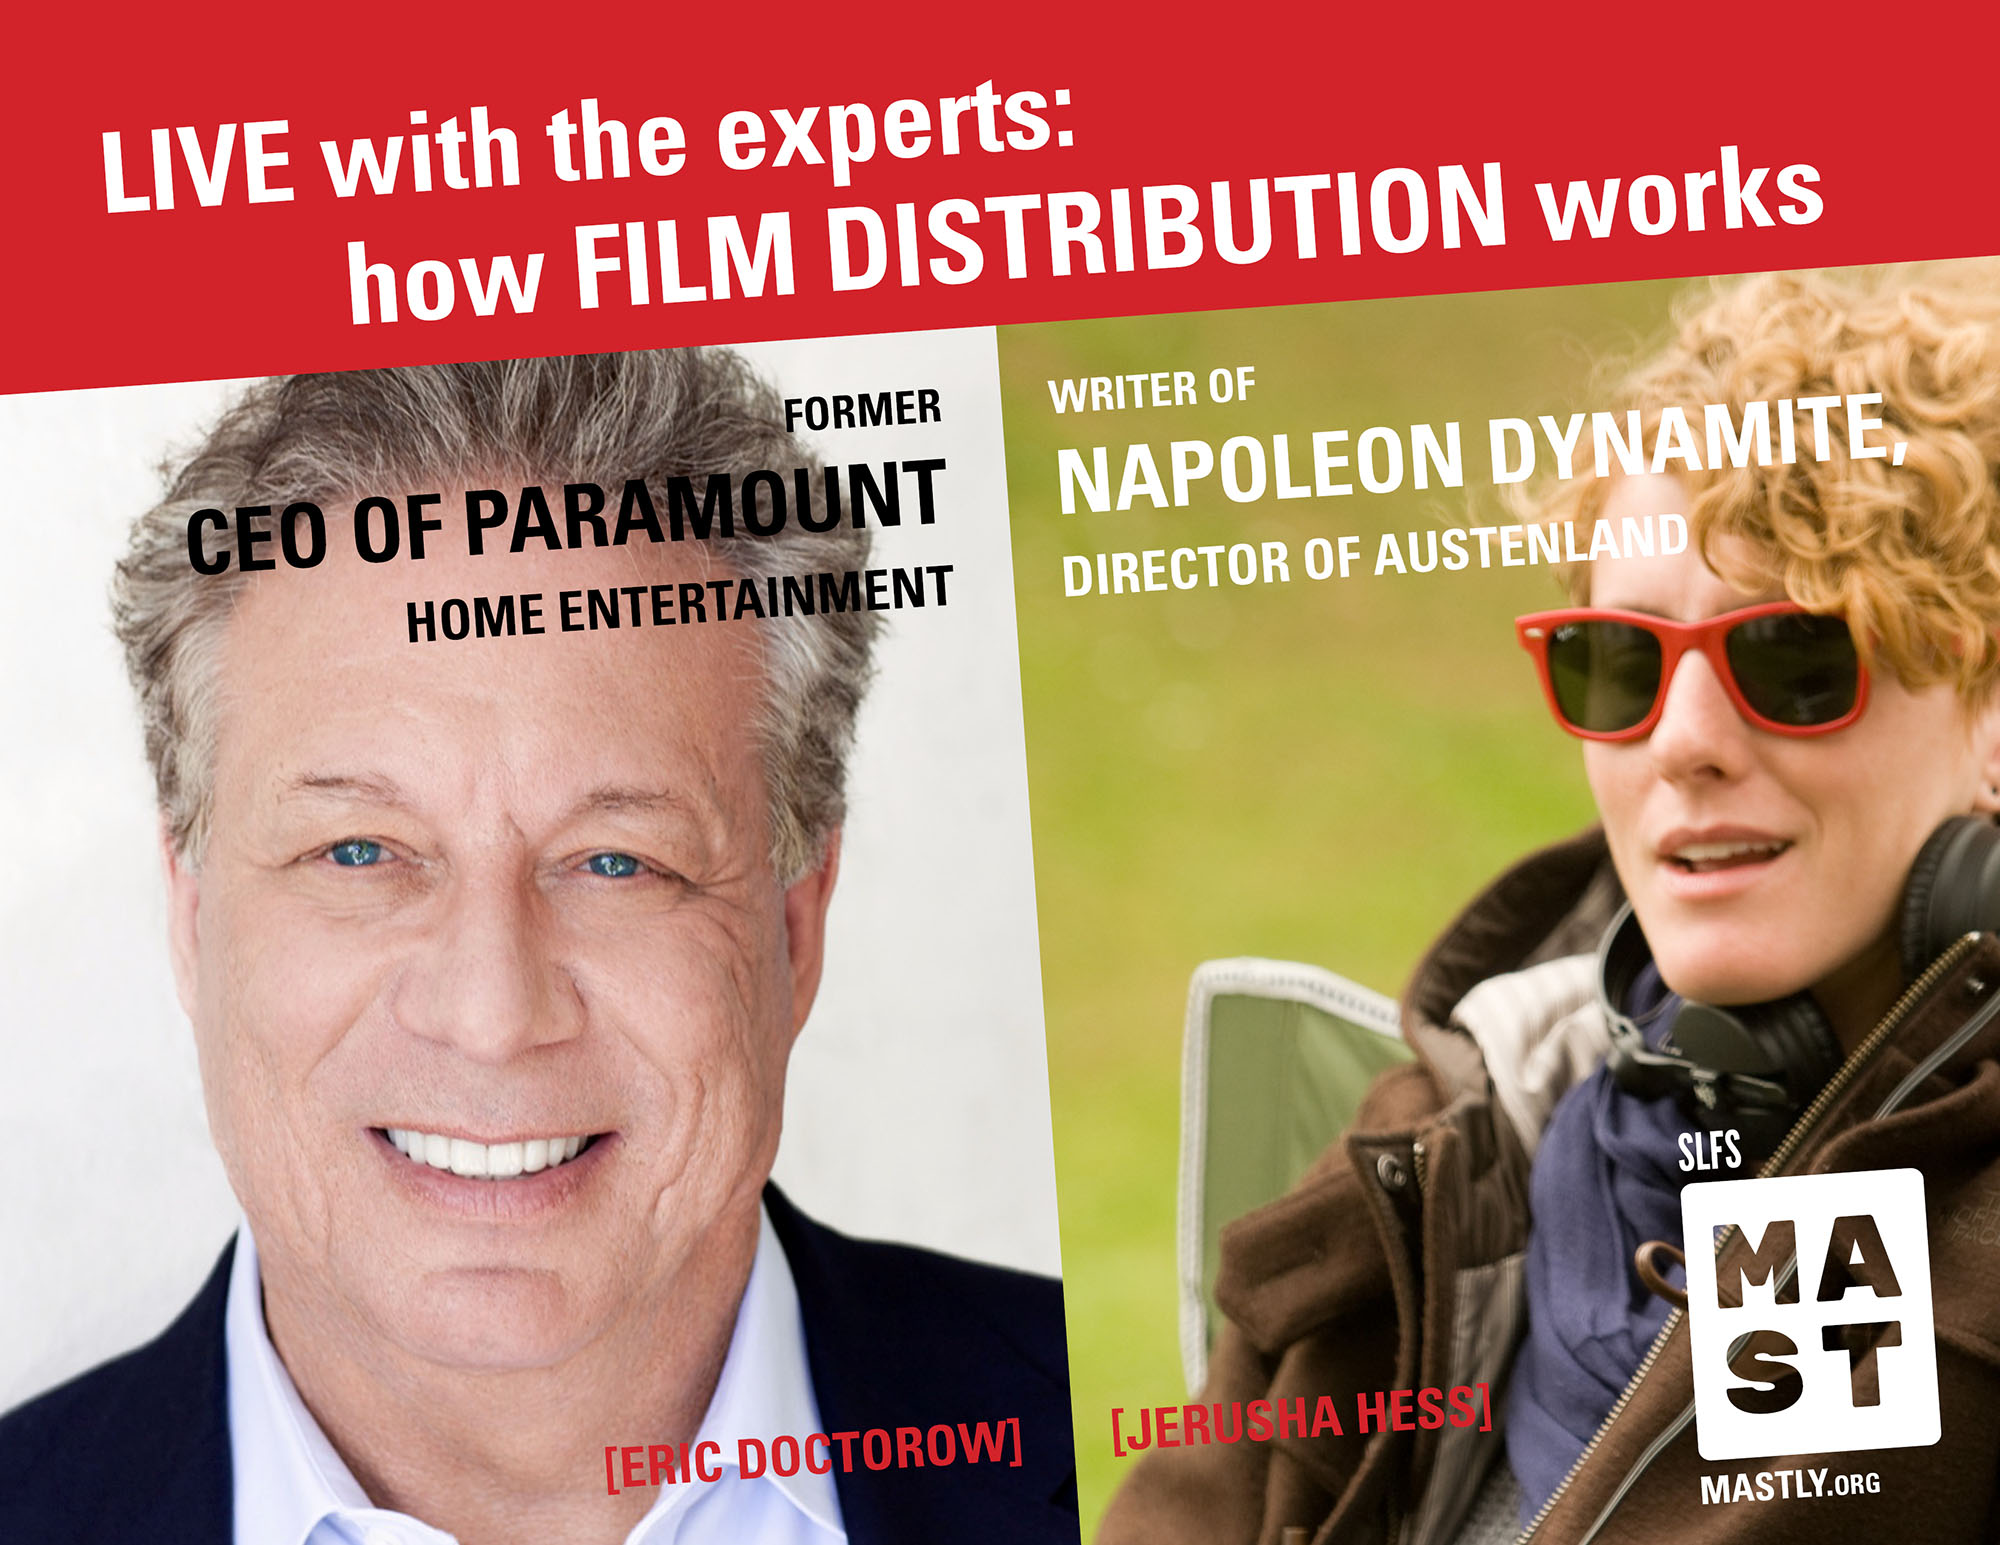 LIVE with the experts:
how FILM DISTRIBUTION works
FORMER
CEO OF PARAMOUNT
HOME ENTERTAINMENT
[ERIC DOCTOROW]
WRITER OF
NAPOLEON DYNAMITE,
DIRECTOR OF AUSTENLAND
[JERUSHA HESS]
SLFS
MA
ST
MASTLY.ORG